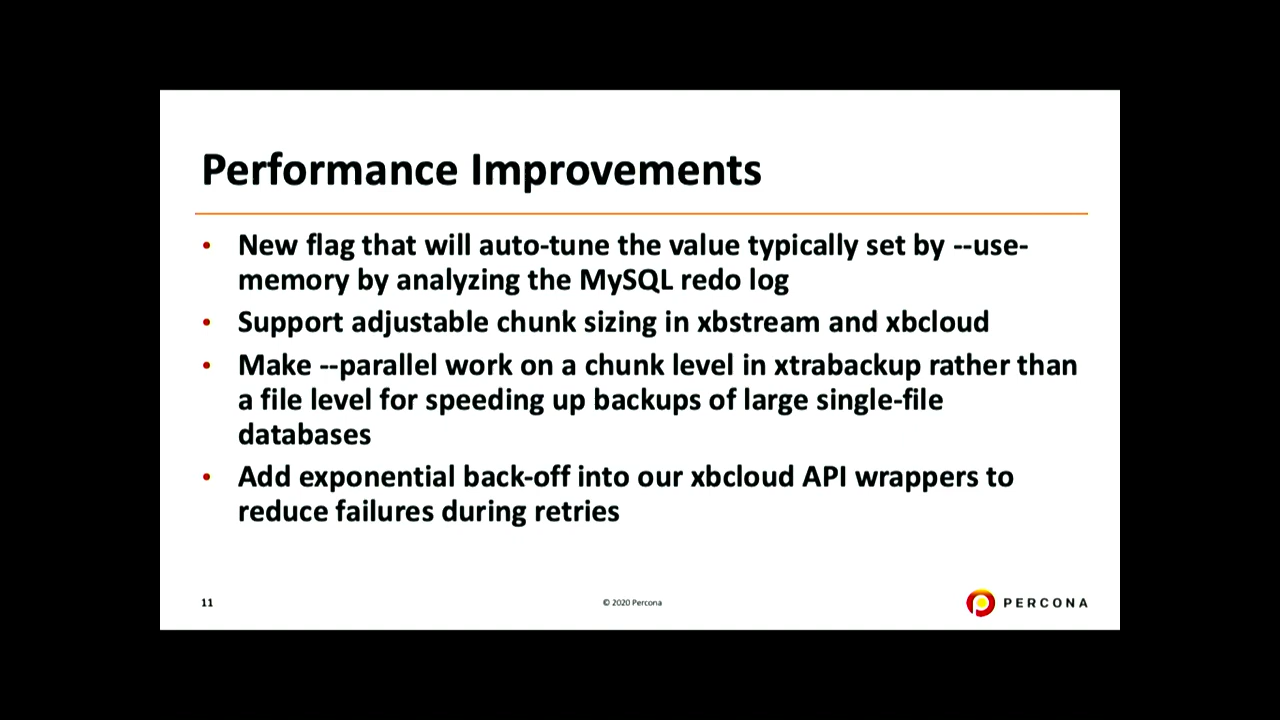 Performance Improvements
• New flag that will auto-tune the value typically set by --use-
memory by analyzing the MySQL redo log
• Support adjustable chunk sizing in xbstream and xbcloud
• Make --parallel work on a chunk level in xtrabackup rather than
a file level for speeding up backups of large single-file
databases
• Add exponential back-off into our xbcloud API wrappers to
reduce failures during retries
11
© 2020 Percona
PERCONA